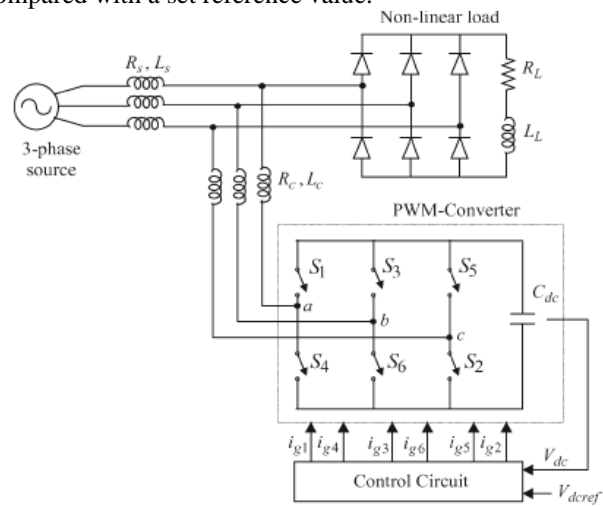 compared with a set reference value.
Non-linear load
R_s, L_s
R_L
L_L
3-phase
source
R_c, L_c
PWM-Converter
S_1
S_3
S_5
C_dc
a
b
c
S_4
S_6
S_2
i_g1 i_g4 i_g3 i_g6 i_g5 i_g2
V_dc
Control Circuit
V_dcref